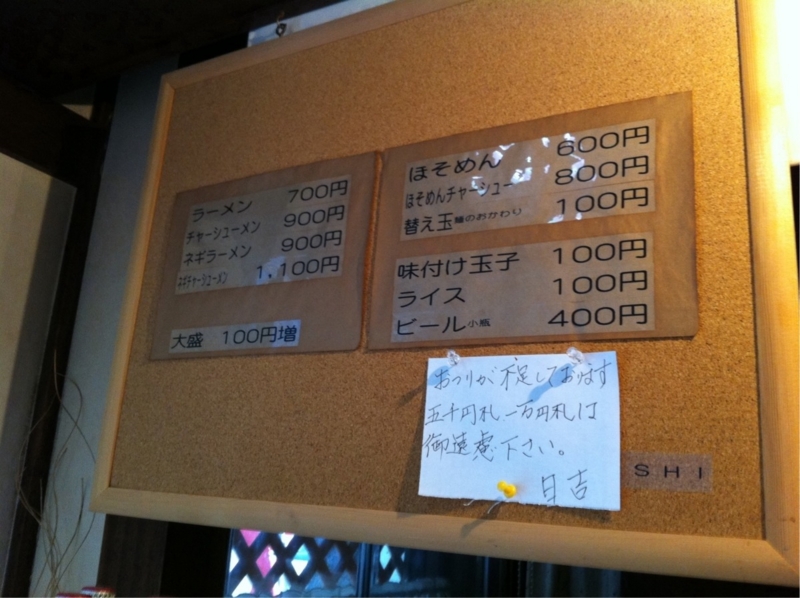 ラーメン 700円
チャーシューメン 900円
ネギラーメン 900円
ネギチャーシューメン 1,100円
大盛 100円増
ほそめん 600円
ほそめんチャーシュー 800円
替え玉 麺のおかわり 100円
味付け玉子 100円
ライス 100円
ビール 小瓶 400円
おつりが不足しております
五千円札、一万円札は
御遠慮下さい。
日吉
SHI